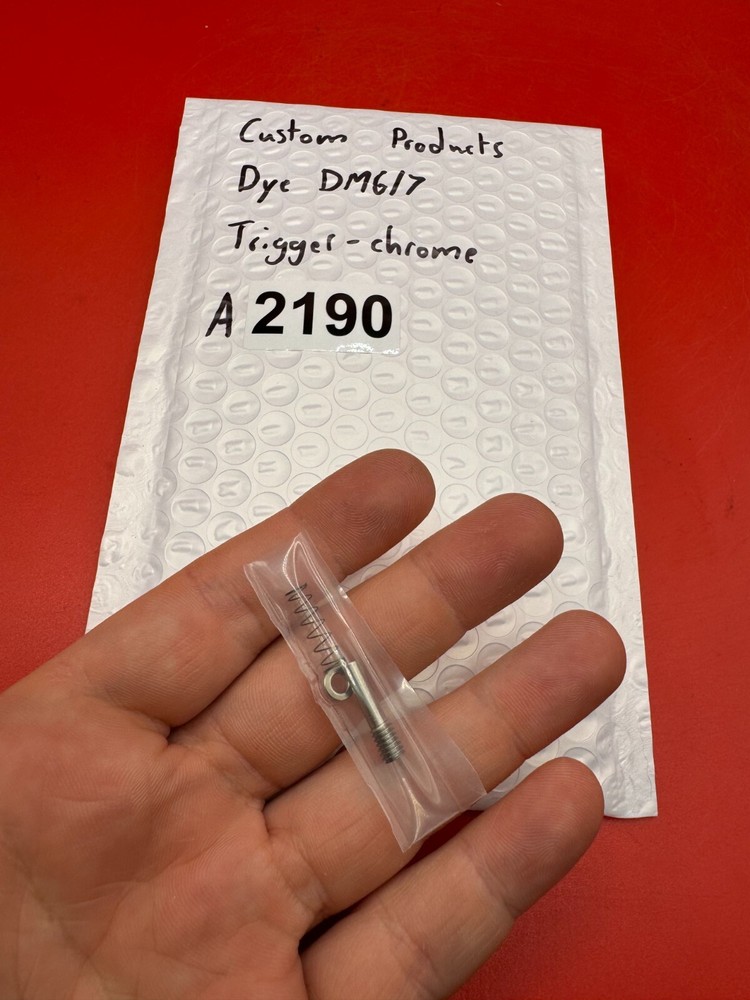 Custom Products
Dye DM6/7
Trigger-chrome
A 2190